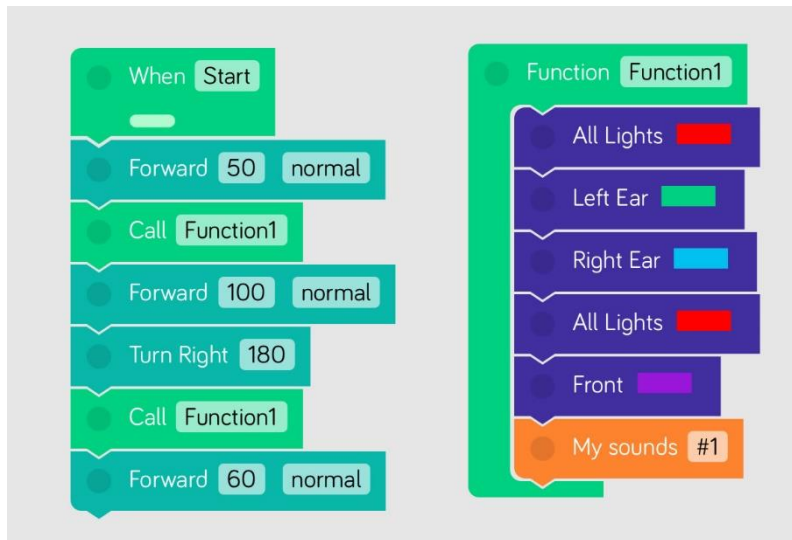 When Start
Forward 50 normal
Call Function1
Forward 100 normal
Turn Right 180
Call Function1
Forward 60 normal
Function Function1
All Lights
Left Ear
Right Ear
All Lights
Front
My sounds #1